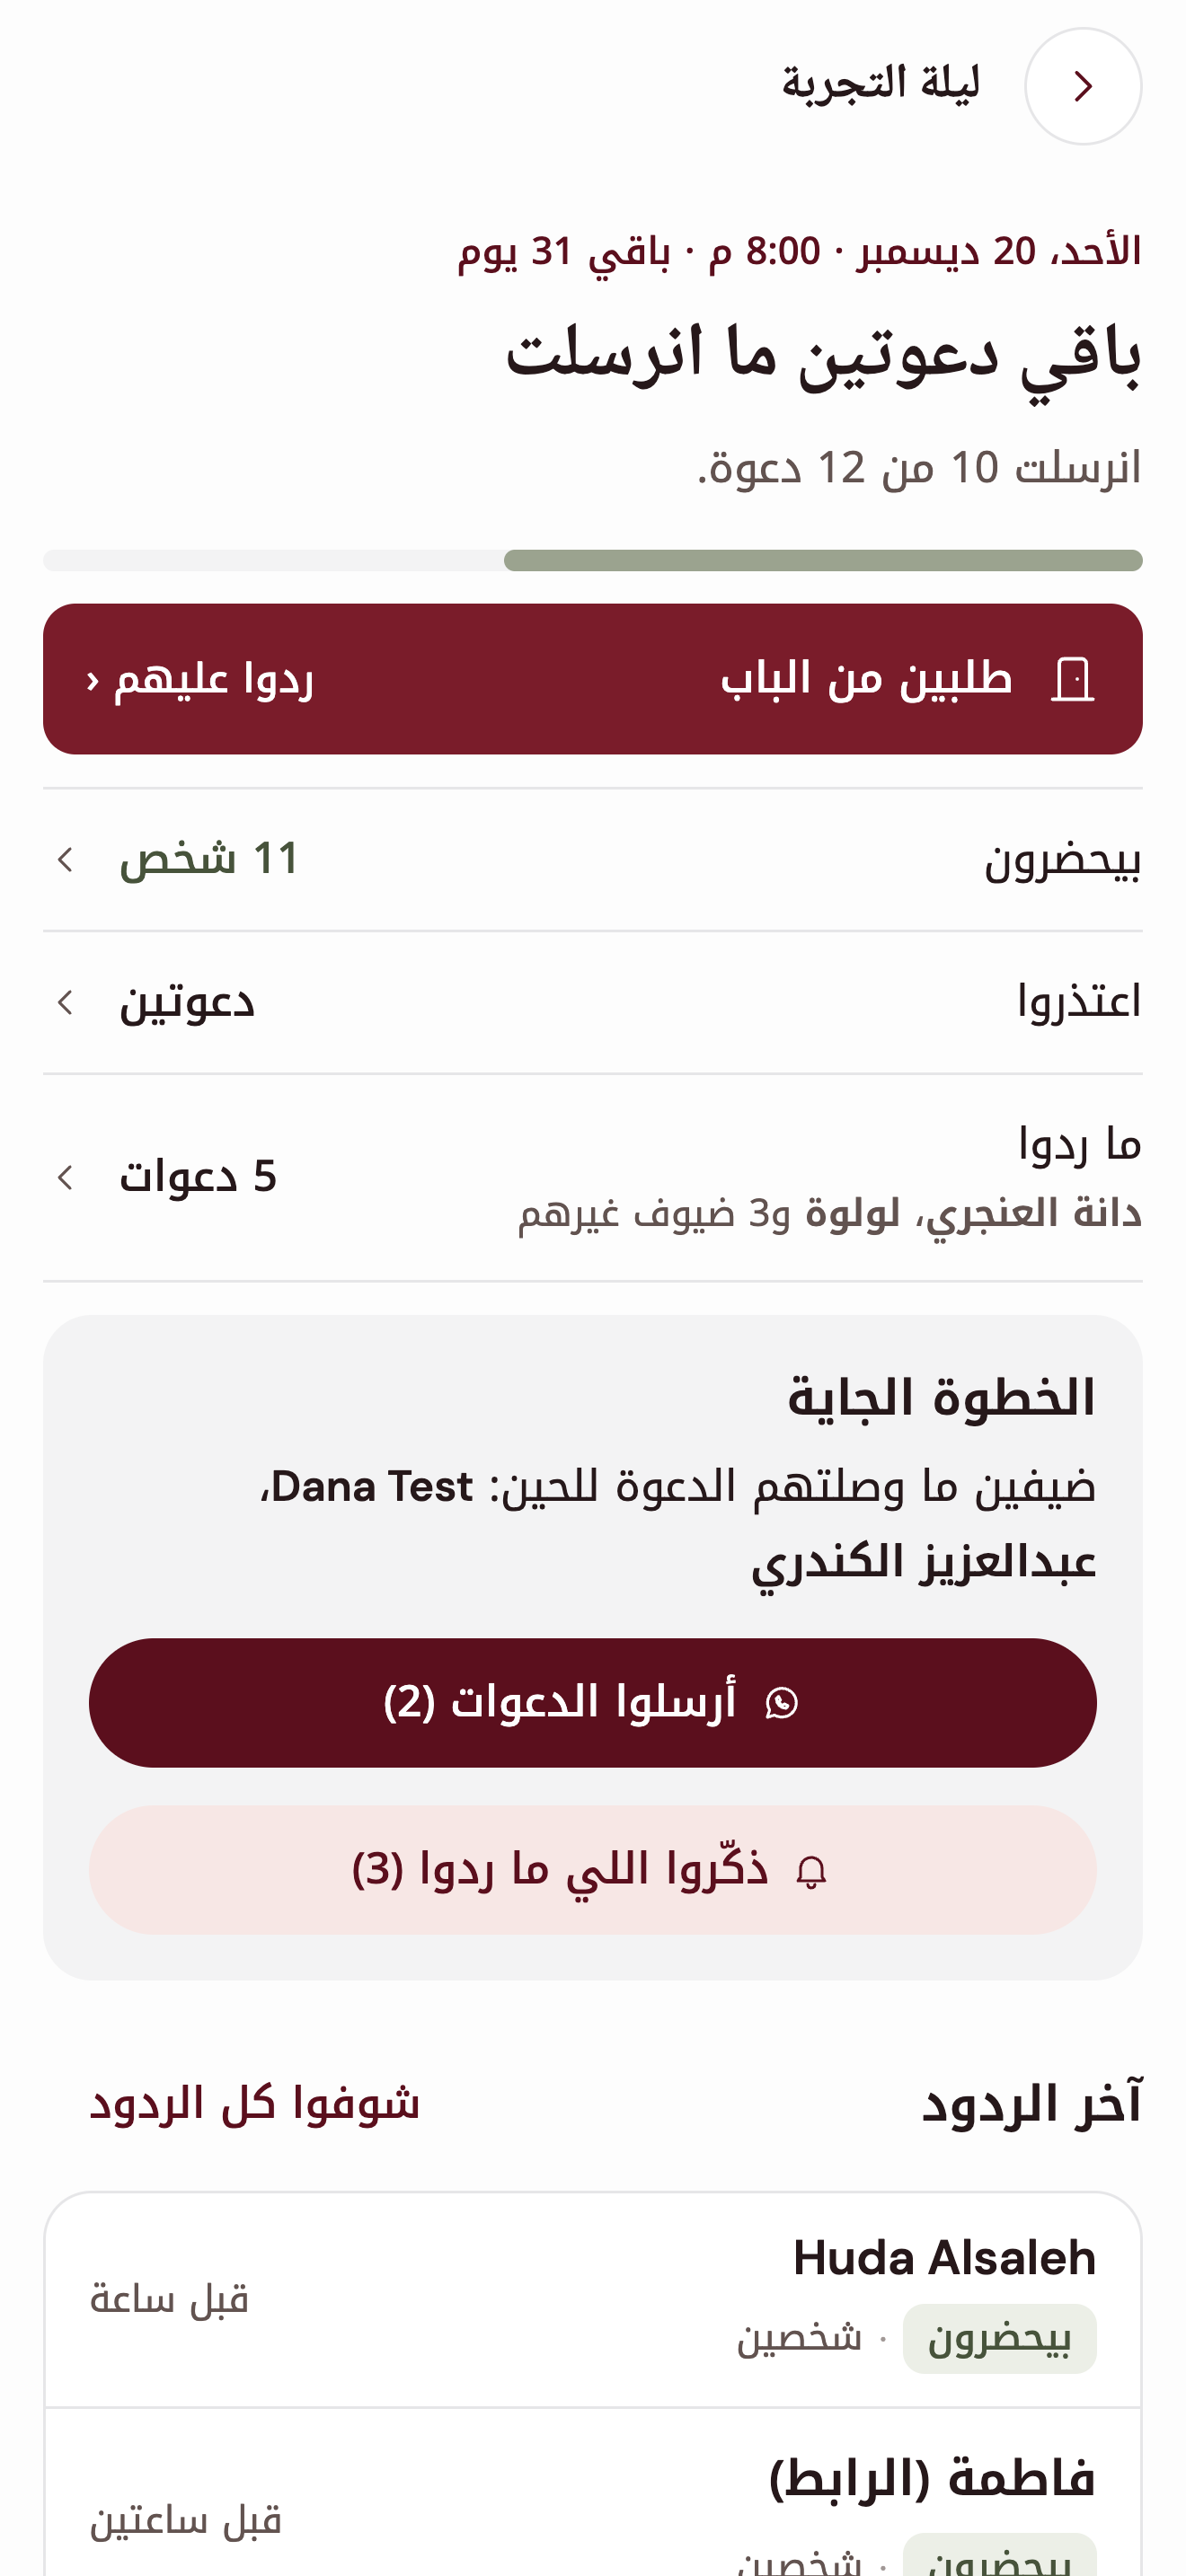 ليلة التجربة
الأحد، 20 ديسمبر · 8:00 م · باقي 31 يوم
باقي دعوتين ما انرسلت
انرسلت 10 من 12 دعوة.
طلبين من الباب
ردوا عليهم ›
بيحضرون
11 شخص
اعتذروا
دعوتين
ما ردوا
5 دعوات
دانة العنجري، لولوة و3 ضيوف غيرهم
الخطوة الجاية
ضيفين ما وصلتهم الدعوة للحين: Dana Test،
عبدالعزيز الكندري
أرسلوا الدعوات (2)
ذكّروا اللي ما ردوا (3)
آخر الردود
شوفوا كل الردود
Huda Alsaleh
قبل ساعة
بيحضرون · شخصين
فاطمة (الرابط)
قبل ساعتين
بيحضرون · شخصين